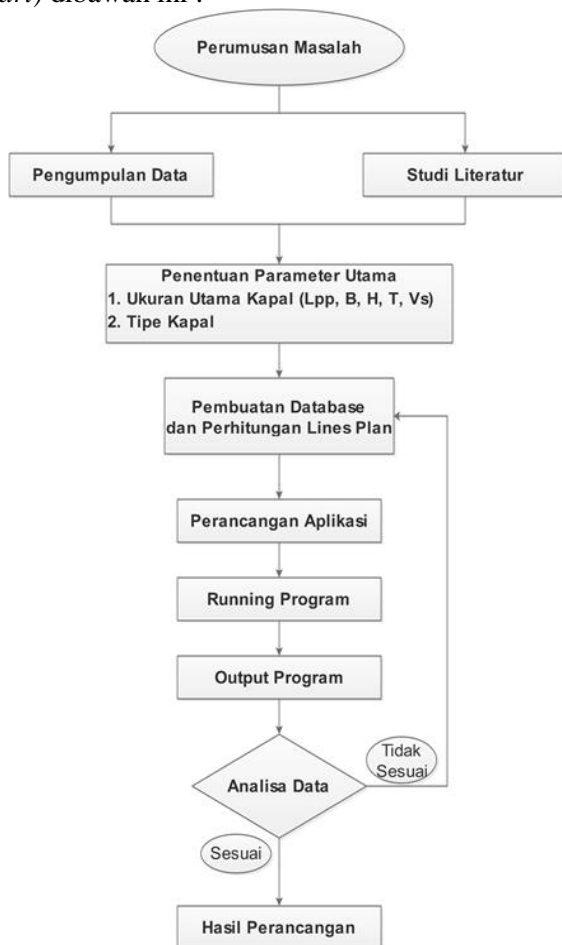 dibawah ini :
Perumusan Masalah
Pengumpulan Data
Studi Literatur
Penentuan Parameter Utama
1. Ukuran Utama Kapal (Lpp, B, H, T, Vs)
2. Tipe Kapal
Pembuatan Database
dan Perhitungan Lines Plan
Perancangan Aplikasi
Running Program
Output Program
Analisa Data
Tidak
Sesuai
Sesuai
Hasil Perancangan